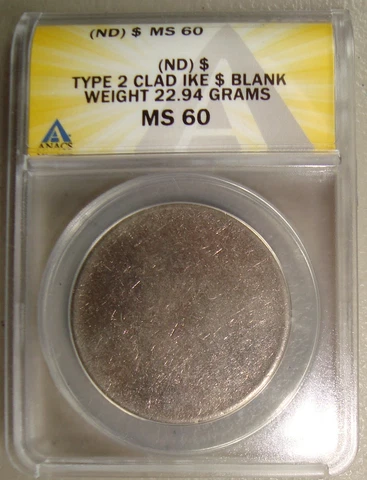 (ND) $ MS 60
(ND) $
TYPE 2 CLAD IKE $ BLANK
WEIGHT 22.94 GRAMS
MS 60
ANACS